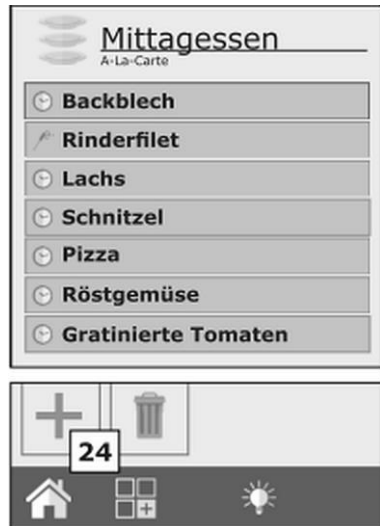 Mittagessen
A-La-Carte
Backblech
Rinderfilet
Lachs
Schnitzel
Pizza
Röstgemüse
Gratinierte Tomaten
24